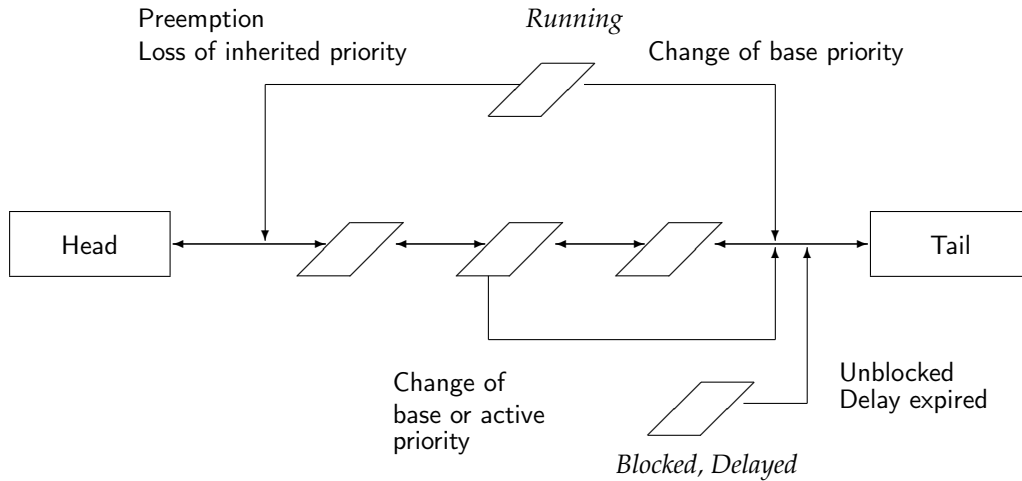 Preemption
Loss of inherited priority
Running
Change of base priority
Head
Tail
Change of
base or active
priority
Unblocked
Delay expired
Blocked, Delayed